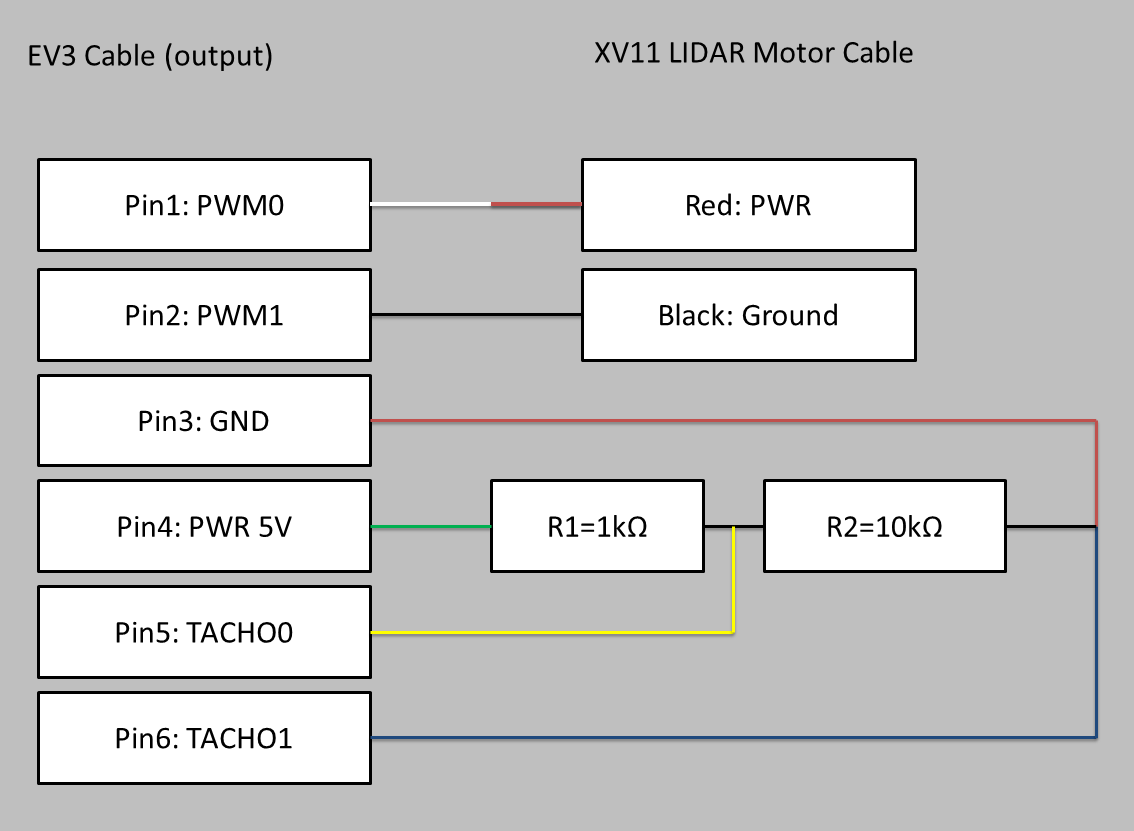 EV3 Cable (output)
XV11 LIDAR Motor Cable
Pin1: PWM0
Red: PWR
Pin2: PWM1
Black: Ground
Pin3: GND
Pin4: PWR 5V
R1=1kΩ
R2=10kΩ
Pin5: TACHO0
Pin6: TACHO1